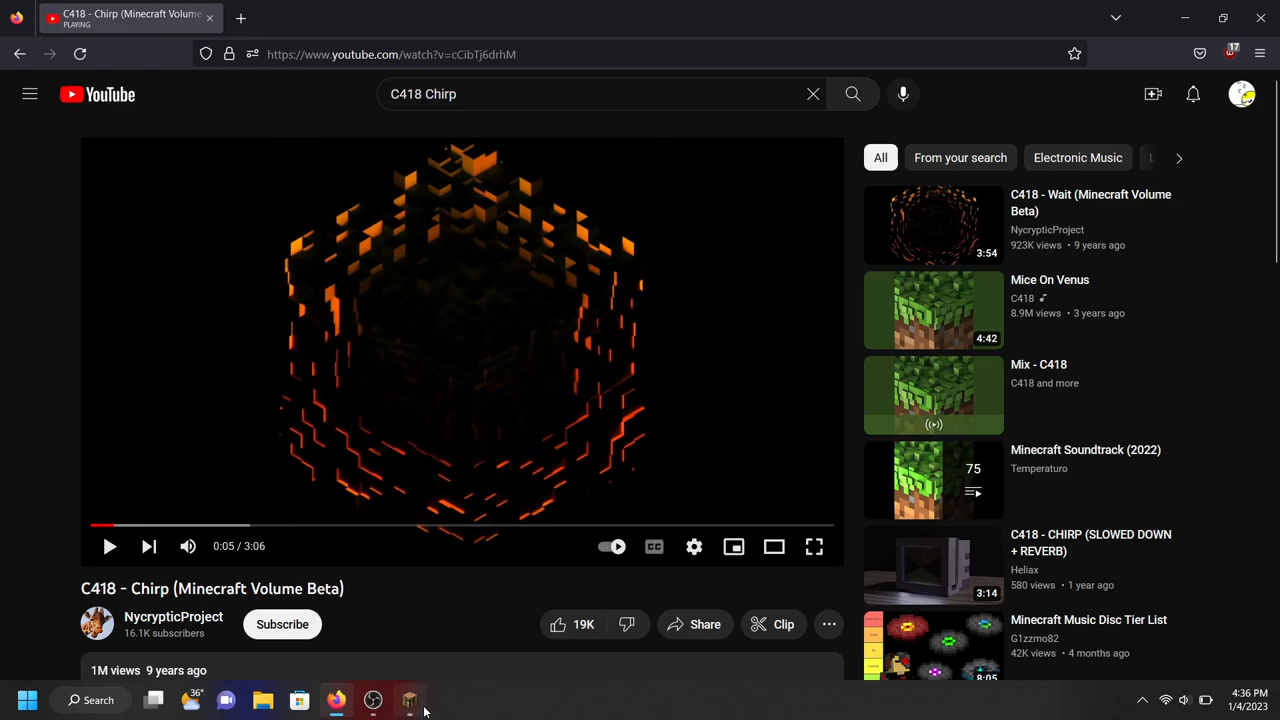 C418 - Chirp (Minecraft Volume
PLAYING
https://www.youtube.com/watch?v=cCibTj6drhM
17
YouTube
C418 Chirp
All
From your search
Electronic Music
C418 - Wait (Minecraft Volume
Beta)
NycrypticProject
923K views • 9 years ago
3:54
Mice On Venus
C418
8.9M views • 3 years ago
4:42
Mix - C418
C418 and more
Minecraft Soundtrack (2022)
Temperaturo
75
C418 - CHIRP (SLOWED DOWN
+ REVERB)
Heliax
580 views • 1 year ago
3:14
Minecraft Music Disc Tier List
G1zzmo82
42K views • 4 months ago
8:05
0:05 / 3:06
CC
C418 - Chirp (Minecraft Volume Beta)
NycrypticProject
16.1K subscribers
Subscribe
19K
Share
Clip
1M views 9 years ago
Search
36°
4:36 PM
1/4/2023